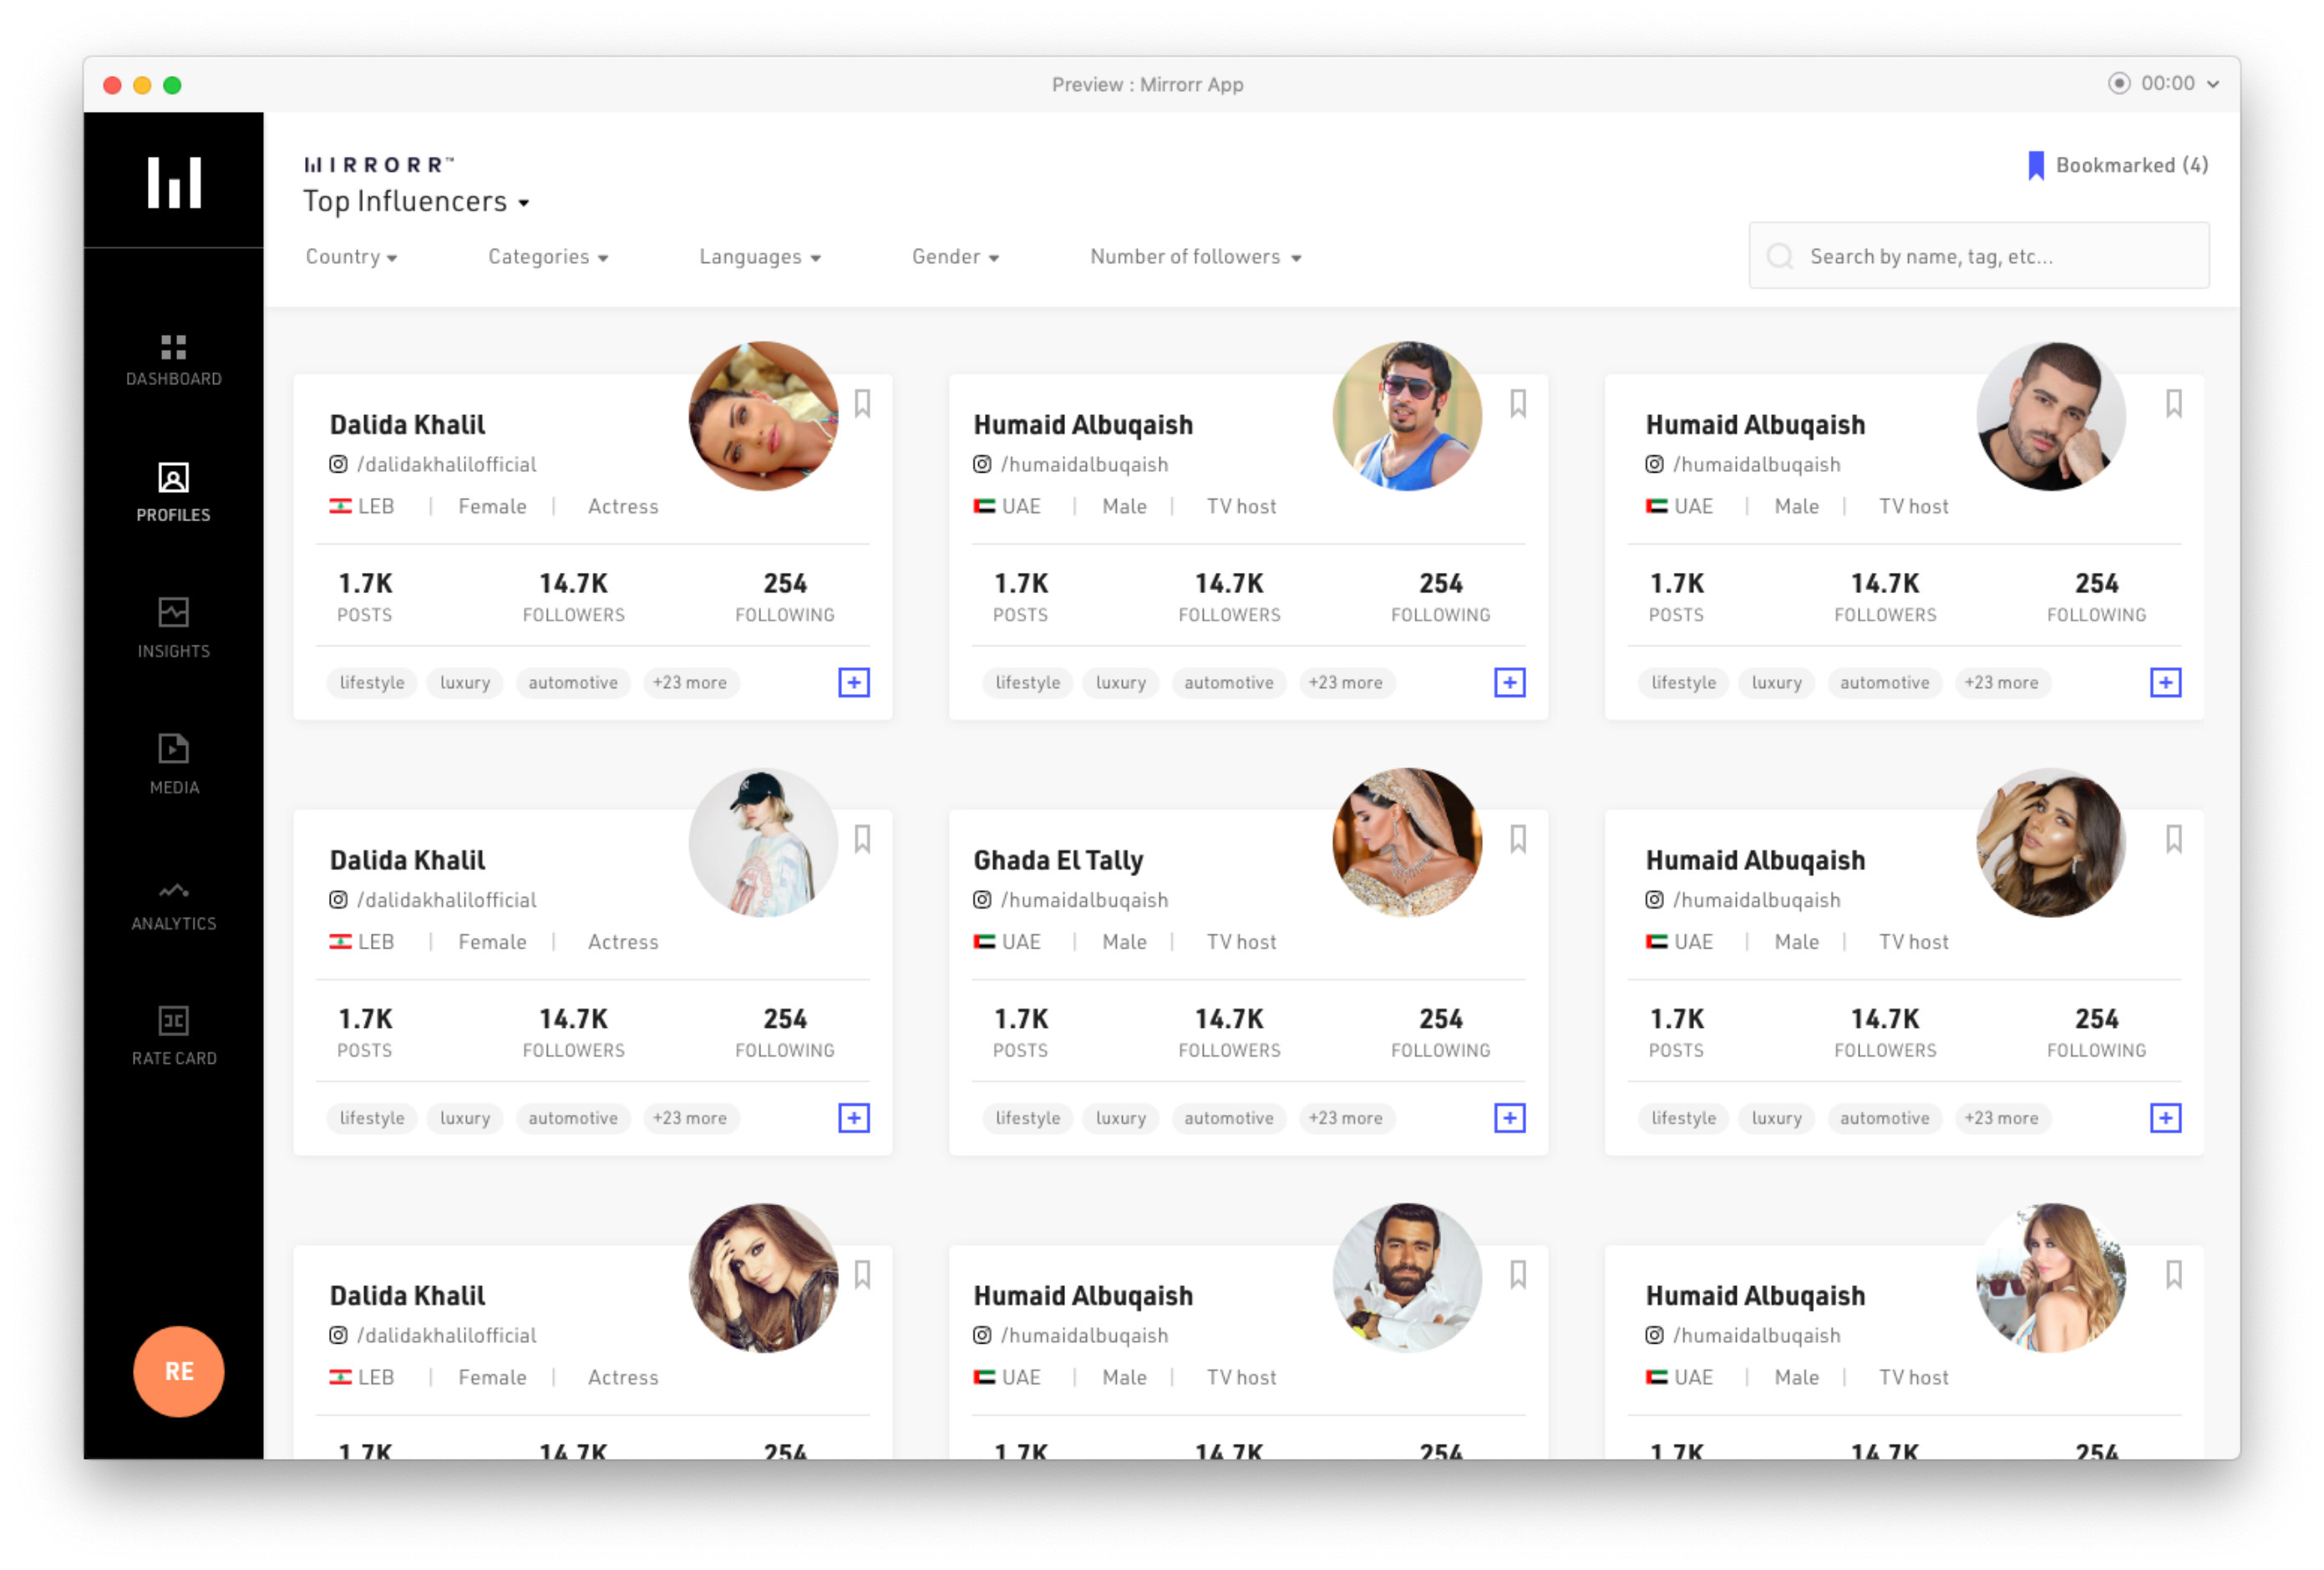 Preview : Mirrorr App
00:00
MIRRORR™
Bookmarked (4)
Top Influencers
Country
Categories
Languages
Gender
Number of followers
Search by name, tag, etc...
DASHBOARD
PROFILES
INSIGHTS
MEDIA
ANALYTICS
RATE CARD
RE
Dalida Khalil
/dalidakhalilofficial
LEB | Female | Actress
1.7K 14.7K 254
POSTS FOLLOWERS FOLLOWING
lifestyle luxury automotive +23 more
Humaid Albuqaish
/humaidalbuqaish
UAE | Male | TV host
1.7K 14.7K 254
POSTS FOLLOWERS FOLLOWING
lifestyle luxury automotive +23 more
Humaid Albuqaish
/humaidalbuqaish
UAE | Male | TV host
1.7K 14.7K 254
POSTS FOLLOWERS FOLLOWING
lifestyle luxury automotive +23 more
Dalida Khalil
/dalidakhalilofficial
LEB | Female | Actress
1.7K 14.7K 254
POSTS FOLLOWERS FOLLOWING
lifestyle luxury automotive +23 more
Ghada El Tally
/humaidalbuqaish
UAE | Male | TV host
1.7K 14.7K 254
POSTS FOLLOWERS FOLLOWING
lifestyle luxury automotive +23 more
Humaid Albuqaish
/humaidalbuqaish
UAE | Male | TV host
1.7K 14.7K 254
POSTS FOLLOWERS FOLLOWING
lifestyle luxury automotive +23 more
Dalida Khalil
/dalidakhalilofficial
LEB | Female | Actress
1.7K 14.7K 254
Humaid Albuqaish
/humaidalbuqaish
UAE | Male | TV host
1.7K 14.7K 254
Humaid Albuqaish
/humaidalbuqaish
UAE | Male | TV host
1.7K 14.7K 254